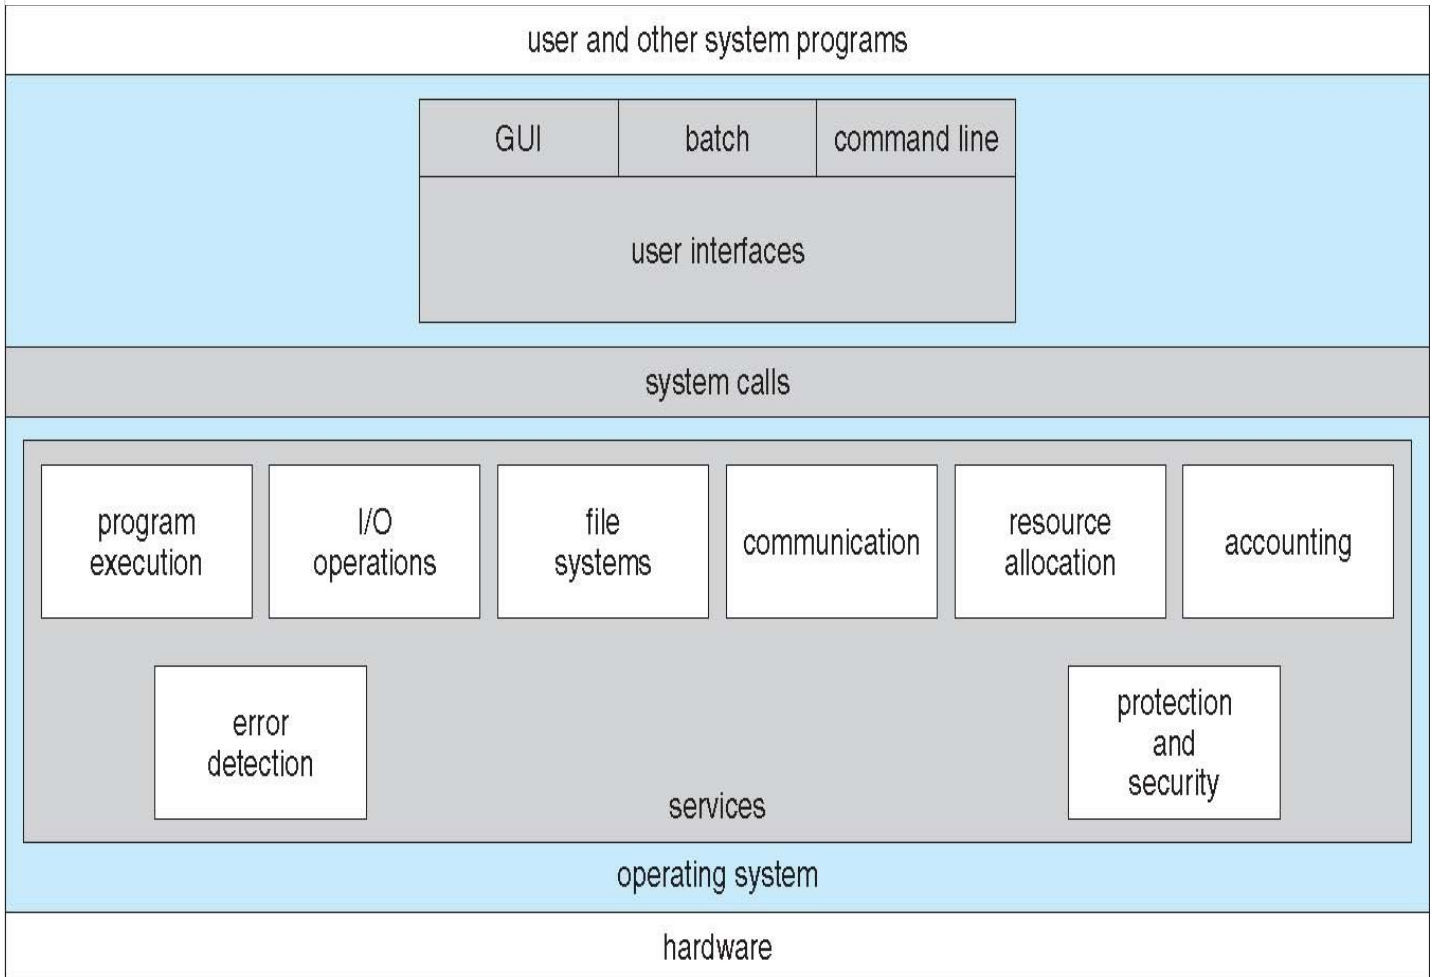 user and other system programs
GUI
batch
command line
user interfaces
system calls
program
execution
I/O
operations
file
systems
communication
resource
allocation
accounting
error
detection
protection
and
security
services
operating system
hardware